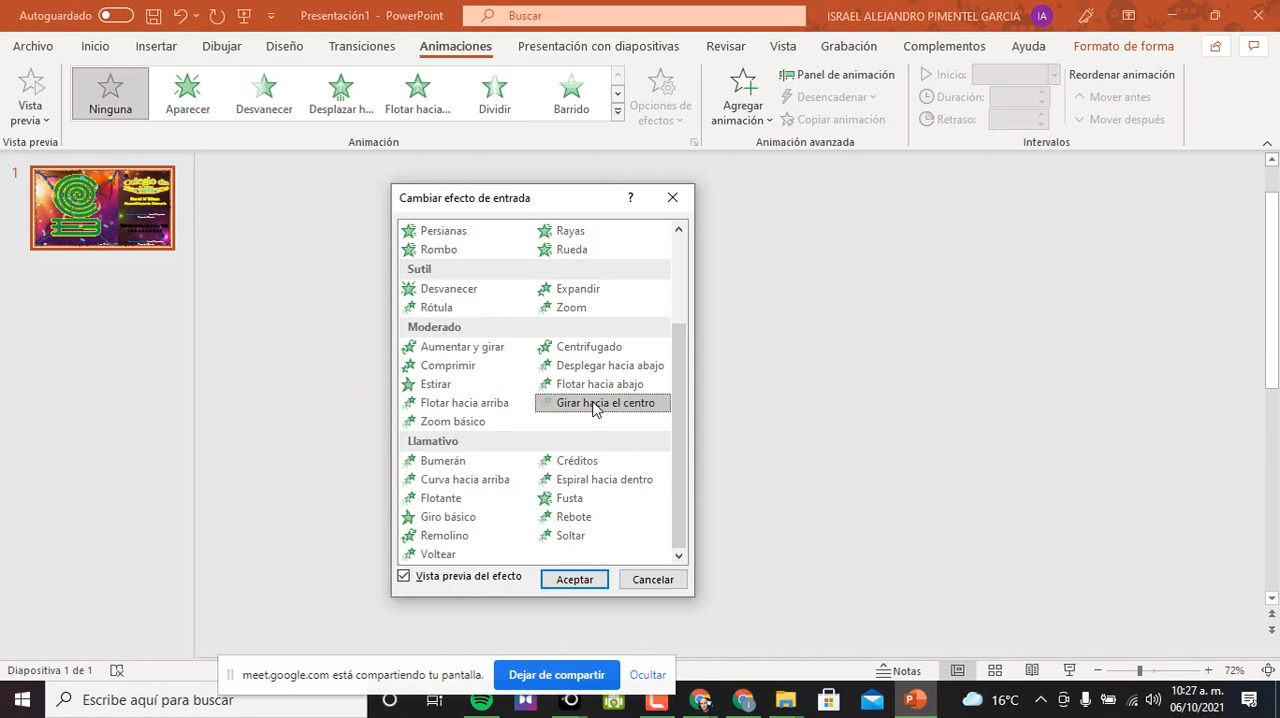 Autoguardado
Presentación1 - PowerPoint
Buscar
ISRAEL ALEJANDRO PIMENTEL GARCIA
IA
Archivo Inicio Insertar Dibujar Diseño Transiciones Animaciones Presentación con diapositivas Revisar Vista Grabación Complementos Ayuda Formato de forma
Vista previa
Ninguna Aparecer Desvanecer Desplazar h... Flotar hacia... Dividir Barrido
Opciones de efectos
Agregar animación
Panel de animación
Desencadenar
Copiar animación
Inicio:
Duración:
Retraso:
Reordenar animación
Mover antes
Mover después
Vista previa Animación Animación avanzada Intervalos
1
Cambiar efecto de entrada ?
Persianas Rayas
Rombo Rueda
Sutil
Desvanecer Expandir
Rótula Zoom
Moderado
Aumentar y girar Centrifugado
Comprimir Desplegar hacia abajo
Estirar Flotar hacia abajo
Flotar hacia arriba Girar hacia el centro
Zoom básico
Llamativo
Bumerán Créditos
Curva hacia arriba Espiral hacia dentro
Flotante Fusta
Giro básico Rebote
Remolino Soltar
Voltear
Vista previa del efecto Aceptar Cancelar
meet.google.com está compartiendo tu pantalla. Dejar de compartir Ocultar
Diapositiva 1 de 1 Notas 72%
Escribe aquí para buscar
16°C
10:27 a. m.
06/10/2021